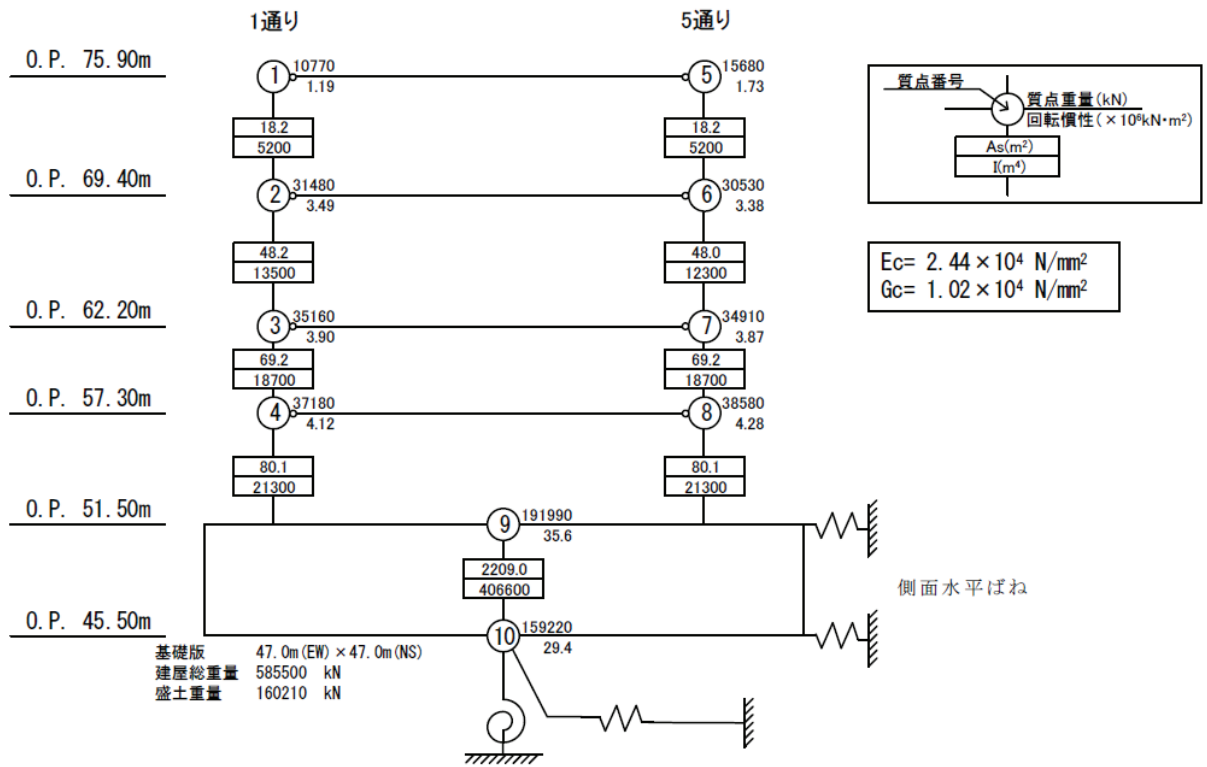 1通り 5通り
O.P. 75.90m
① 10770
1.19
⑤ 15680
1.73
18.2
5200
18.2
5200
O.P. 69.40m
② 31480
3.49
⑥ 30530
3.38
48.2
13500
48.0
12300
O.P. 62.20m
③ 35160
3.90
⑦ 34910
3.87
69.2
18700
69.2
18700
O.P. 57.30m
④ 37180
4.12
⑧ 38580
4.28
80.1
21300
80.1
21300
O.P. 51.50m
⑨ 191990
35.6
2209.0
406600
側面水平ばね
O.P. 45.50m
⑩ 159220
29.4
基礎版 47.0m(EW)×47.0m(NS)
建屋総重量 585500 kN
盛土重量 160210 kN
質点番号
質点重量(kN)
回転慣性(×10⁶kN・m²)
As(m²)
I(m⁴)
Ec= 2.44×10⁴ N/mm²
Gc= 1.02×10⁴ N/mm²